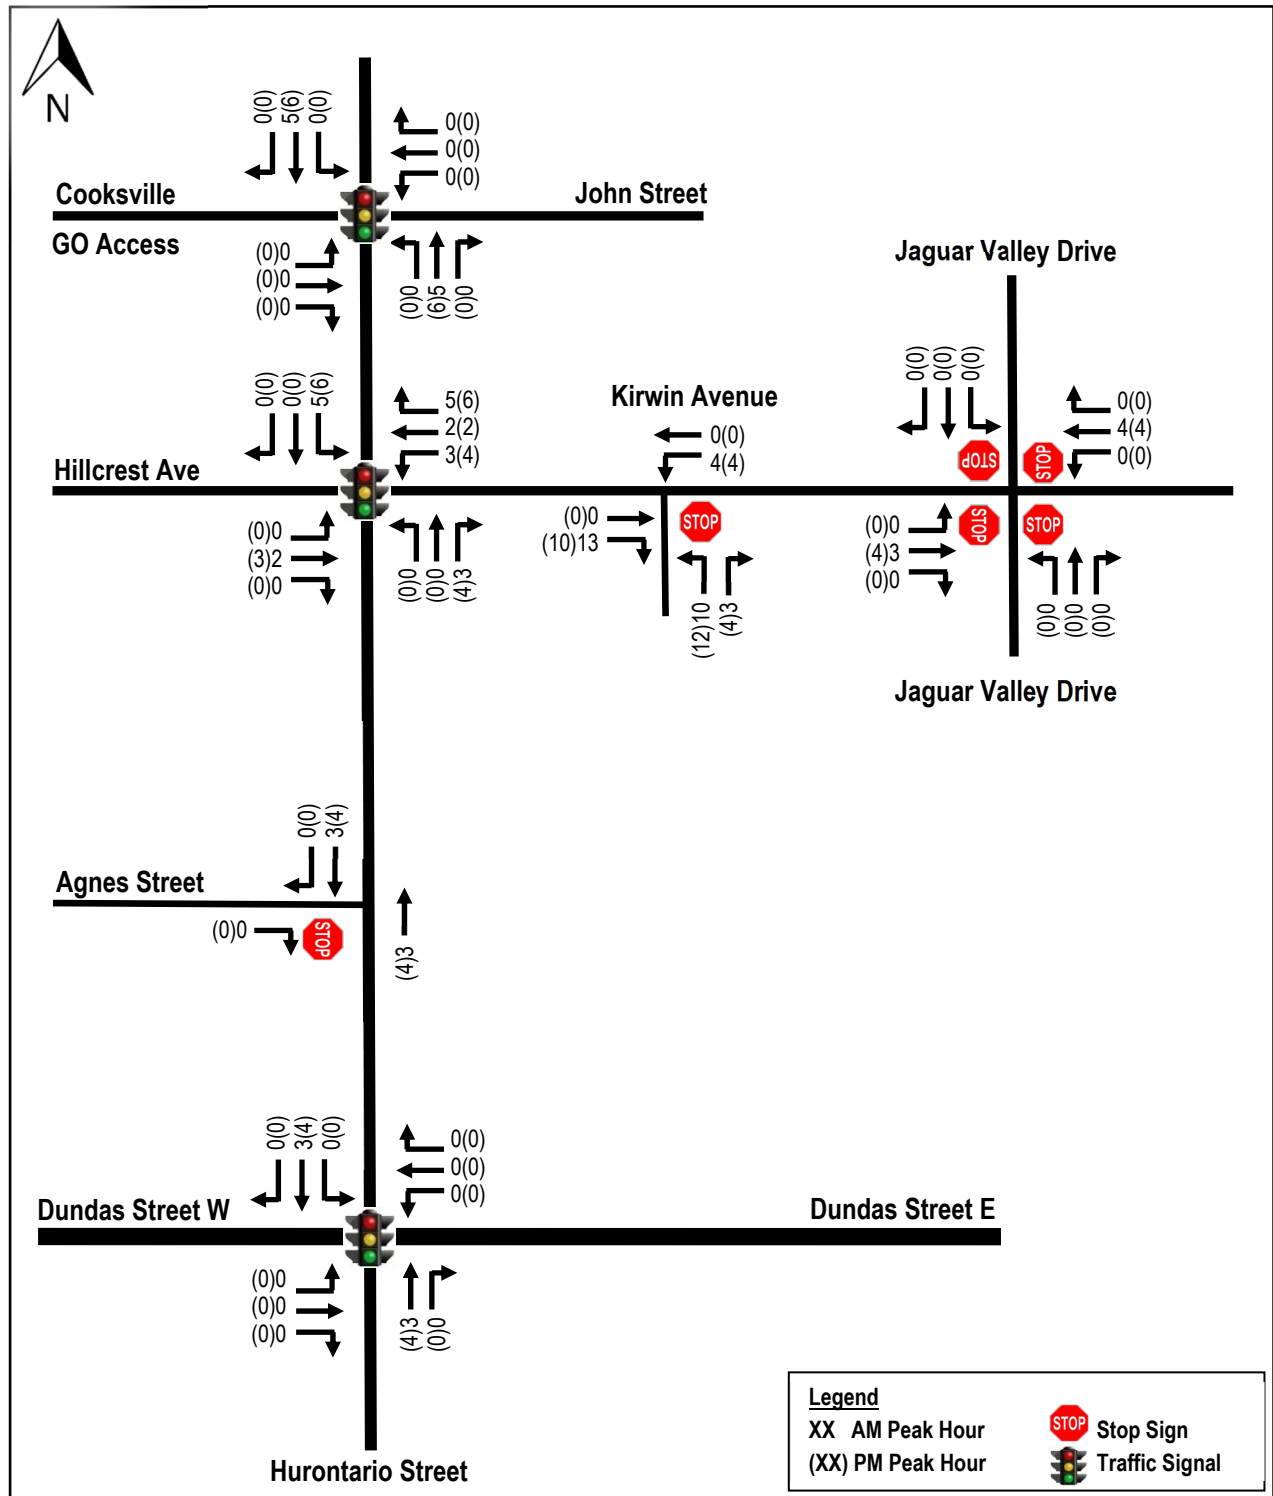 N
0(0)
5(6)
0(0)
0(0)
0(0)
0(0)
Cooksville
John Street
GO Access
(0)0
(0)0
(0)0
(0)0
(6)5
(0)0
Jaguar Valley Drive
0(0)
0(0)
5(6)
5(6)
2(2)
3(4)
Kirwin Avenue
0(0)
4(4)
0(0)
0(0)
0(0)
0(0)
4(4)
0(0)
Hillcrest Ave
STOP
STOP
(0)0
(3)2
(0)0
(0)0
(0)0
(4)3
(0)0
(10)13
STOP
(12)10
(4)3
(0)0
(4)3
(0)0
STOP
STOP
(0)0
(0)0
(0)0
Jaguar Valley Drive
0(0)
3(4)
Agnes Street
(0)0
STOP
(4)3
0(0)
3(4)
0(0)
0(0)
0(0)
0(0)
Dundas Street W
Dundas Street E
(0)0
(0)0
(0)0
(4)3
(0)0
Hurontario Street
Legend
XX AM Peak Hour
STOP Stop Sign
(XX) PM Peak Hour
Traffic Signal